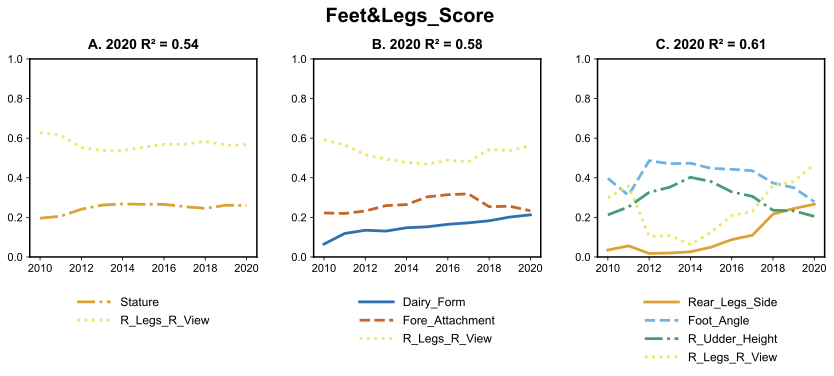 Feet&Legs_Score
A. 2020 R² = 0.54
1.0
0.8
0.6
0.4
0.2
0.0
2010 2012 2014 2016 2018 2020
Stature
R_Legs_R_View
B. 2020 R² = 0.58
1.0
0.8
0.6
0.4
0.2
0.0
2010 2012 2014 2016 2018 2020
Dairy_Form
Fore_Attachment
R_Legs_R_View
C. 2020 R² = 0.61
1.0
0.8
0.6
0.4
0.2
0.0
2010 2012 2014 2016 2018 2020
Rear_Legs_Side
Foot_Angle
R_Udder_Height
R_Legs_R_View